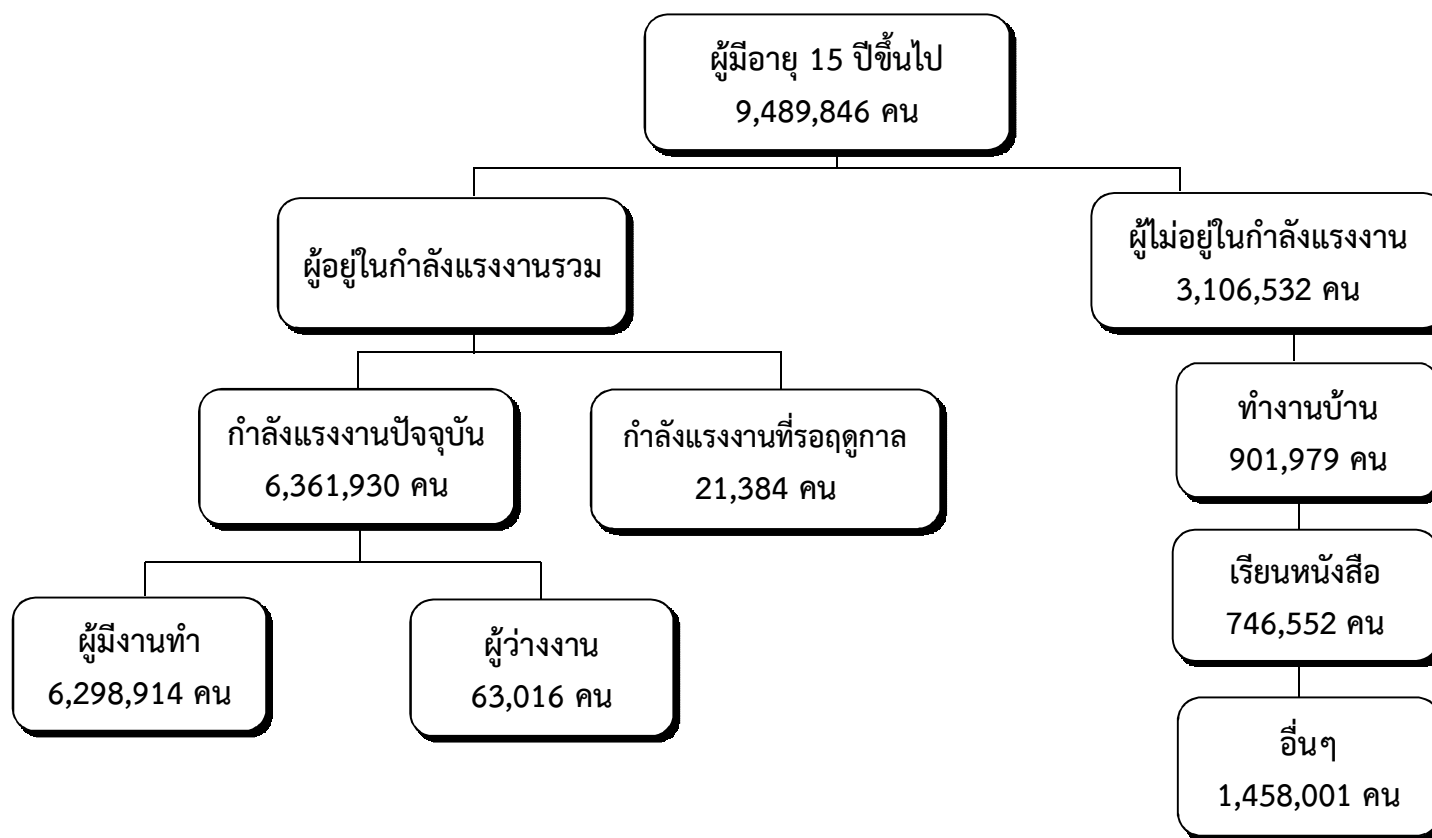 ผู้มีอายุ 15 ปีขึ้นไป
9,489,846 คน
ผู้อยู่ในกำลังแรงงานรวม
ผู้ไม่อยู่ในกำลังแรงงาน
3,106,532 คน
กำลังแรงงานปัจจุบัน
6,361,930 คน
กำลังแรงงานที่รอฤดูกาล
21,384 คน
ทำงานบ้าน
901,979 คน
เรียนหนังสือ
746,552 คน
ผู้มีงานทำ
6,298,914 คน
ผู้ว่างงาน
63,016 คน
อื่นๆ
1,458,001 คน